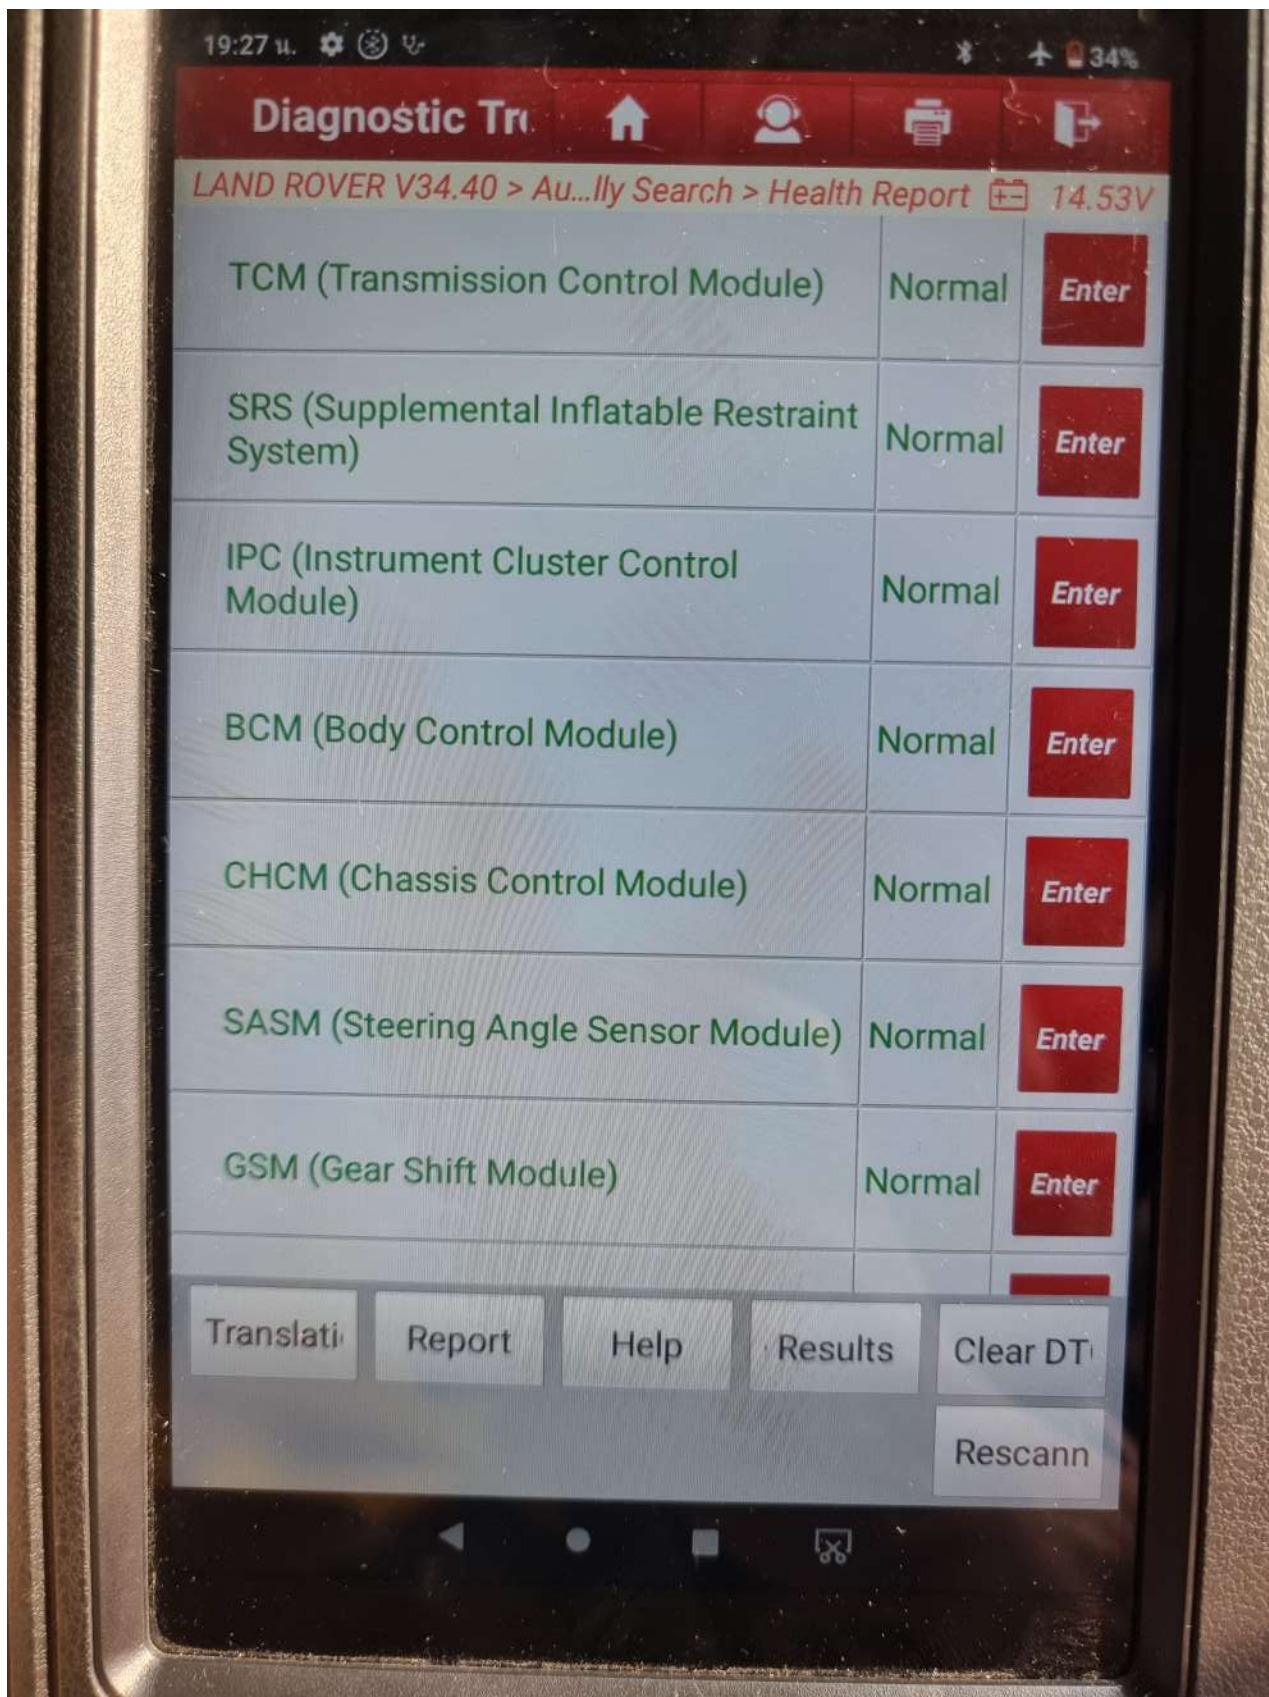 19:27 น.
34%
Diagnostic Tr
LAND ROVER V34.40 > Au...lly Search > Health Report 14.53V
TCM (Transmission Control Module) Normal Enter
SRS (Supplemental Inflatable Restraint
System) Normal Enter
IPC (Instrument Cluster Control
Module) Normal Enter
BCM (Body Control Module) Normal Enter
CHCM (Chassis Control Module) Normal Enter
SASM (Steering Angle Sensor Module) Normal Enter
GSM (Gear Shift Module) Normal Enter
Translati Report Help Results Clear DT
Rescann